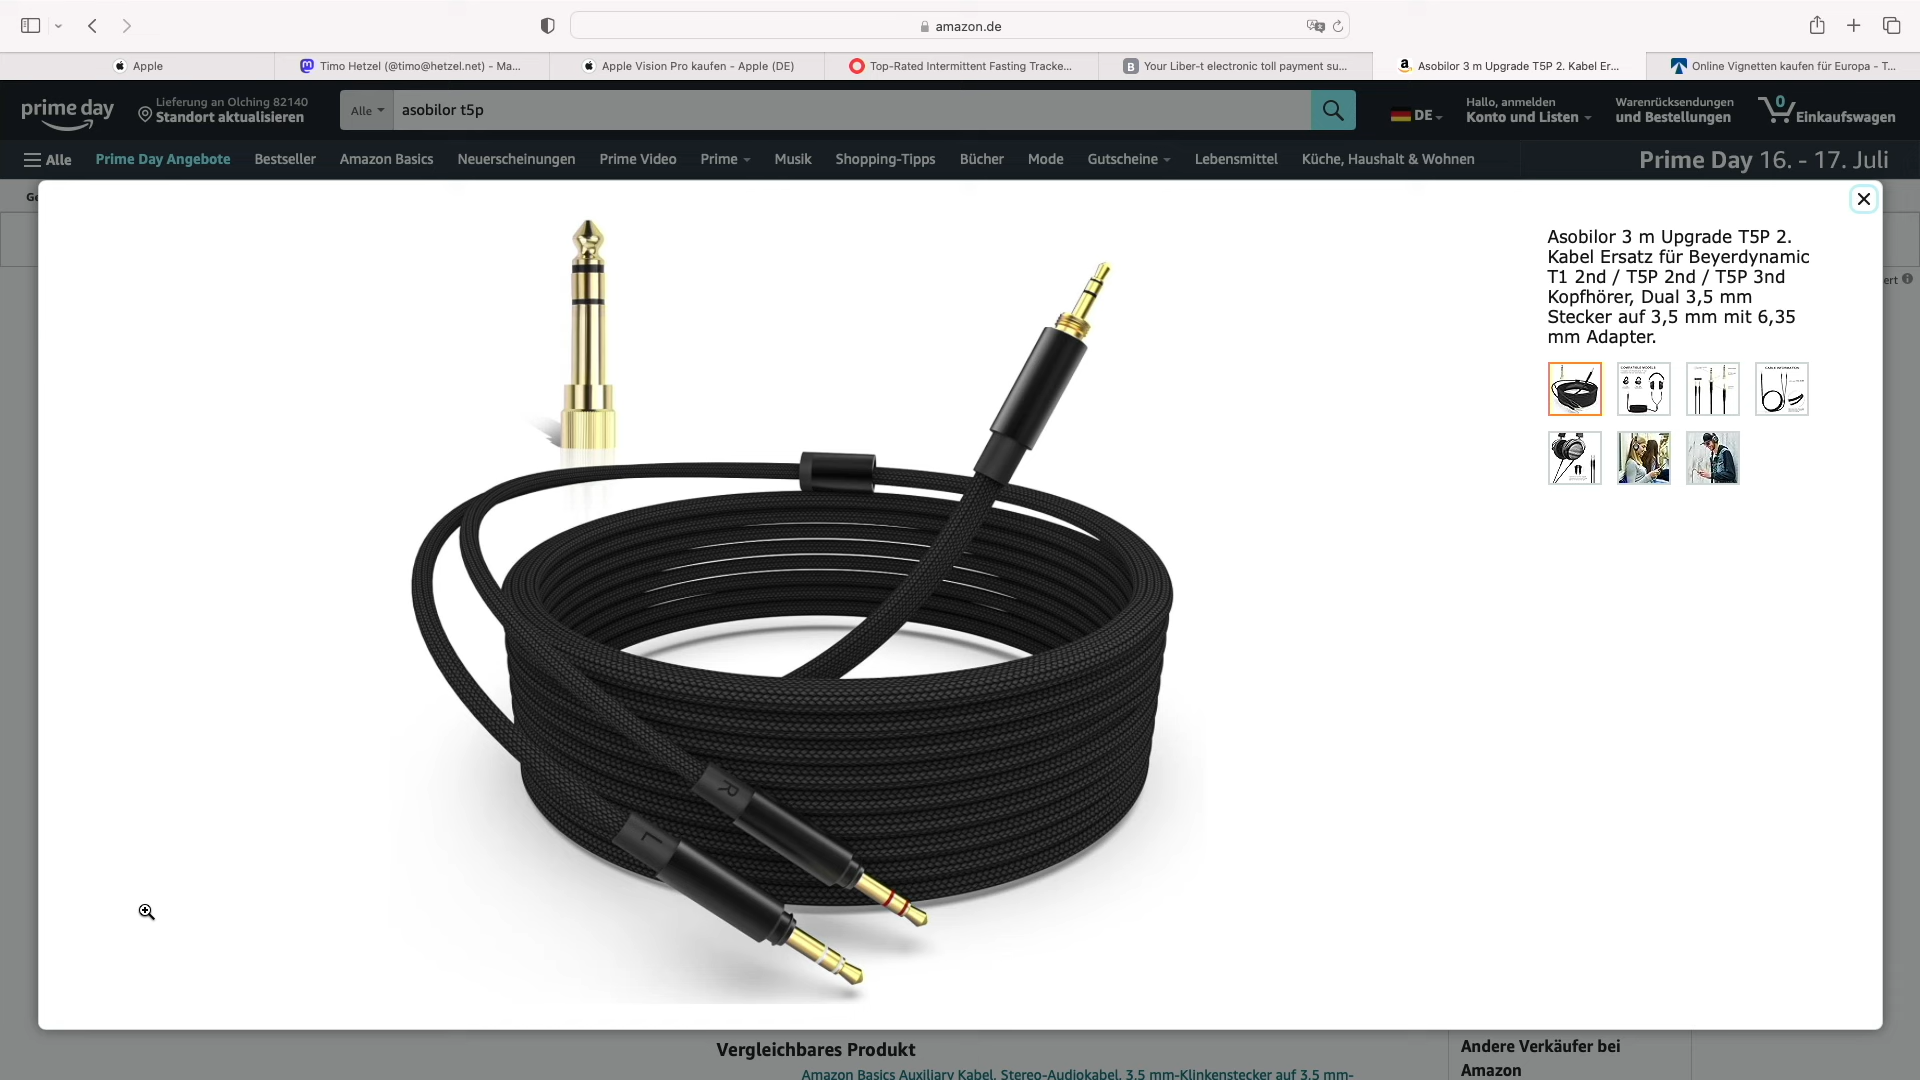 amazon.de
Apple
Timo Hetzel (@timo@hetzel.net) - Ma...
Apple Vision Pro kaufen - Apple (DE)
Top-Rated Intermittent Fasting Tracke...
Your Liber-t electronic toll payment su...
Asobilor 3 m Upgrade T5P 2. Kabel Er...
Online Vignetten kaufen für Europa - T...
prime day
Lieferung an Olching 82140
Standort aktualisieren
Alle
asobilor t5p
DE
Hallo, anmelden
Konto und Listen
Warenrücksendungen
und Bestellungen
0
Einkaufswagen
Alle
Prime Day Angebote
Bestseller
Amazon Basics
Neuerscheinungen
Prime Video
Prime
Musik
Shopping-Tipps
Bücher
Mode
Gutscheine
Lebensmittel
Küche, Haushalt & Wohnen
Prime Day 16. - 17. Juli
Asobilor 3 m Upgrade T5P 2.
Kabel Ersatz für Beyerdynamic
T1 2nd / T5P 2nd / T5P 3nd
Kopfhörer, Dual 3,5 mm
Stecker auf 3,5 mm mit 6,35
mm Adapter.
R
L
Vergleichbares Produkt
Amazon Basics Auxiliary Kabel, Stereo-Audiokabel, 3,5 mm-Klinkenstecker auf 3,5 mm-
Andere Verkäufer bei
Amazon